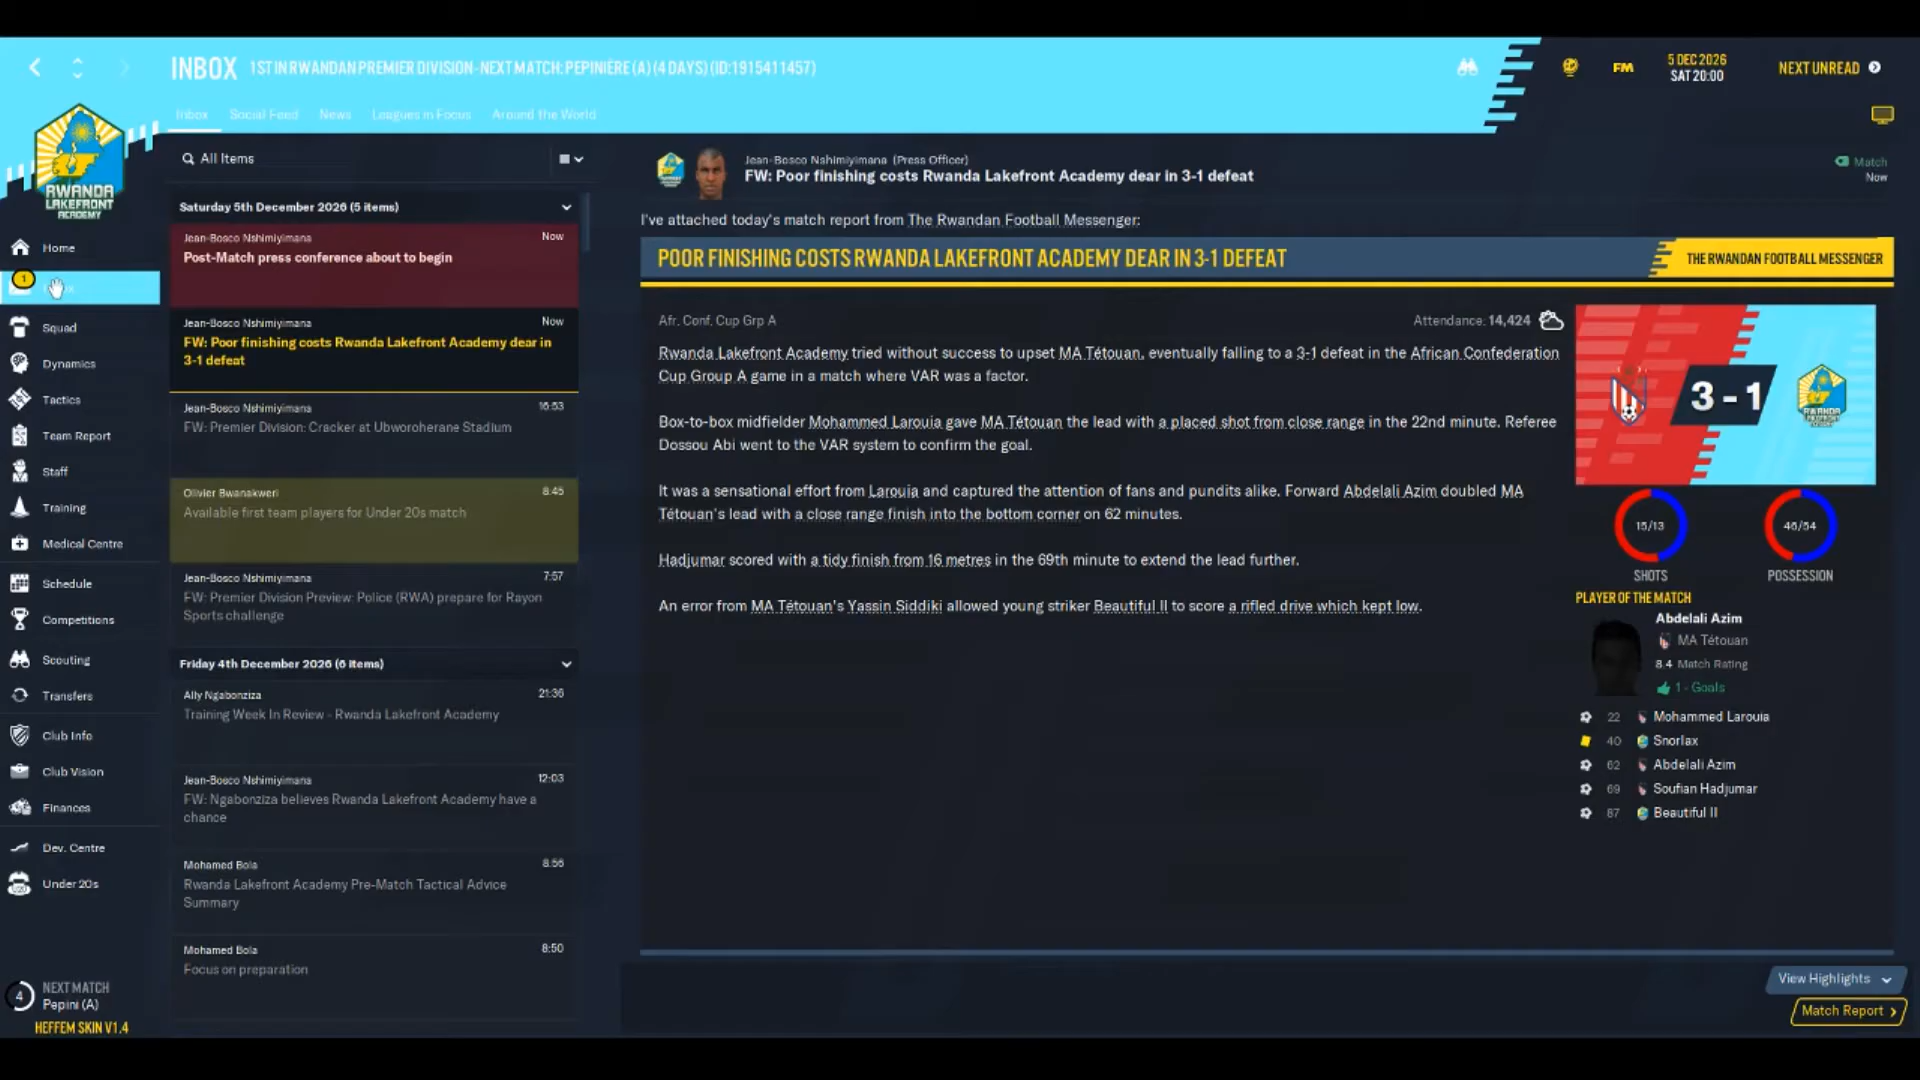 INBOX
1ST IN RWANDAN PREMIER DIVISION - NEXT MATCH: PEPINIÈRE (A) (4 DAYS) (ID:1915411457)
FM
5 DEC 2026
SAT 20:00
NEXT UNREAD
Inbox
Social Feed
News
Leagues in Focus
Around the World
RWANDA
LAKEFRONT
ACADEMY
Home
1
Squad
Dynamics
Tactics
Team Report
Staff
Training
Medical Centre
Schedule
Competitions
Scouting
Transfers
Club Info
Club Vision
Finances
Dev. Centre
Under 20s
4
NEXT MATCH
Pepini (A)
HEFFEM SKIN V1.4
All Items
Saturday 5th December 2026 (5 items)
Jean-Bosco Nshimiyimana
Now
Post-Match press conference about to begin
Jean-Bosco Nshimiyimana
Now
FW: Poor finishing costs Rwanda Lakefront Academy dear in
3-1 defeat
Jean-Bosco Nshimiyimana
16:53
FW: Premier Division: Cracker at Ubworoherane Stadium
Olivier Bwanakweri
8:45
Available first team players for Under 20s match
Jean-Bosco Nshimiyimana
7:57
FW: Premier Division Preview: Police (RWA) prepare for Rayon
Sports challenge
Friday 4th December 2026 (6 items)
Ally Ngabonziza
21:36
Training Week In Review - Rwanda Lakefront Academy
Jean-Bosco Nshimiyimana
12:03
FW: Ngabonziza believes Rwanda Lakefront Academy have a
chance
Mohamed Bola
8:56
Rwanda Lakefront Academy Pre-Match Tactical Advice
Summary
Mohamed Bola
8:50
Focus on preparation
Jean-Bosco Nshimiyimana (Press Officer)
FW: Poor finishing costs Rwanda Lakefront Academy dear in 3-1 defeat
Match
Now
I've attached today's match report from The Rwandan Football Messenger:
POOR FINISHING COSTS RWANDA LAKEFRONT ACADEMY DEAR IN 3-1 DEFEAT
THE RWANDAN FOOTBALL MESSENGER
Afr. Conf. Cup Grp A
Attendance: 14,424
Rwanda Lakefront Academy tried without success to upset MA Tétouan, eventually falling to a 3-1 defeat in the African Confederation
Cup Group A game in a match where VAR was a factor.
Box-to-box midfielder Mohammed Larouia gave MA Tétouan the lead with a placed shot from close range in the 22nd minute. Referee
Dossou Abi went to the VAR system to confirm the goal.
It was a sensational effort from Larouia and captured the attention of fans and pundits alike. Forward Abdelali Azim doubled MA
Tétouan's lead with a close range finish into the bottom corner on 62 minutes.
Hadjumar scored with a tidy finish from 16 metres in the 69th minute to extend the lead further.
An error from MA Tétouan's Yassin Siddiki allowed young striker Beautiful II to score a rifled drive which kept low.
3 - 1
15/13
46/54
SHOTS
POSSESSION
PLAYER OF THE MATCH
Abdelali Azim
MA Tétouan
8.4 Match Rating
1 - Goals
22 Mohammed Larouia
40 Snorlax
62 Abdelali Azim
69 Soufian Hadjumar
87 Beautiful II
View Highlights
Match Report